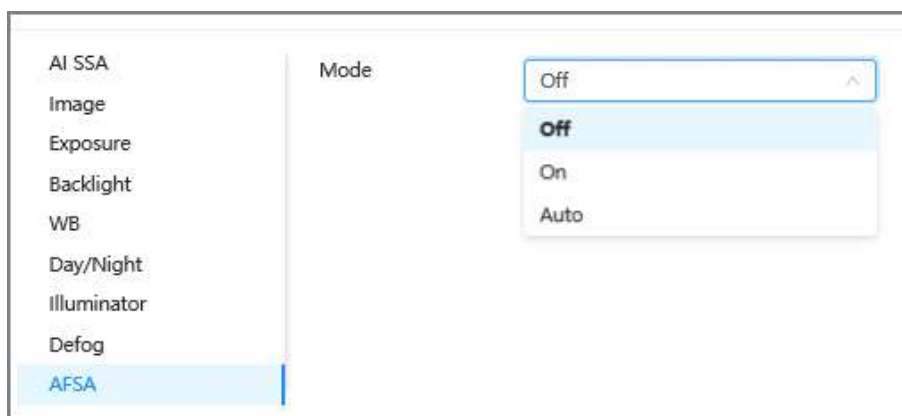 AI SSA
Image
Exposure
Backlight
WB
Day/Night
Illuminator
Defog
AFSA
Mode
Off
Off
On
Auto